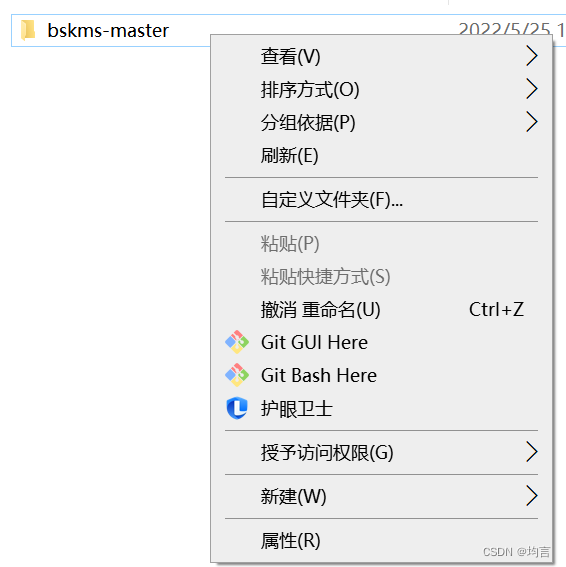 bskms-master 2022/5/25 1
查看(V)
排序方式(O)
分组依据(P)
刷新(E)
自定义文件夹(F)...
粘贴(P)
粘贴快捷方式(S)
撤消 重命名(U) Ctrl+Z
Git GUI Here
Git Bash Here
护眼卫士
授予访问权限(G)
新建(W)
属性(R)
CSDN @均言